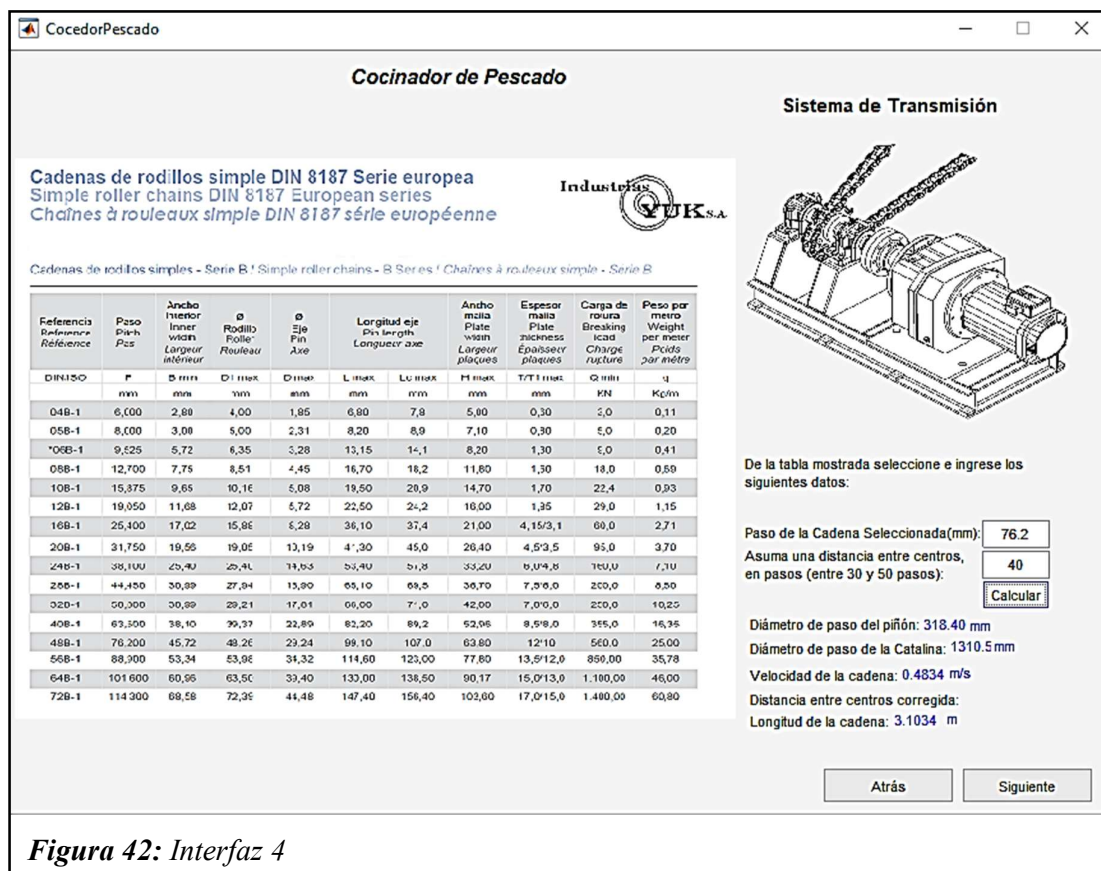 CocedorPescado
Cocinador de Pescado
Sistema de Transmisión
Cadenas de rodillos simple DIN 8187 Serie europea
Simple roller chains DIN 8187 European series
Chaînes à rouleaux simple DIN 8187 série européenne
Industrias
YUK S.A.
Cadenas de rodillos simples - Serie B / Simple roller chains - B Series / Chaînes à rouleaux simple - Serie B
Referencia Reference Référence
Paso Pitch Pas
Ancho Interior Inner width Largeur intérieur
Ø Rodillo Roller Rouleau
Ø Eje Pin Axe
Longitud eje Pin length Longueur axe
Ancho malla Plate width Largeur plaques
Espesor malla Plate thickness Épaisseur plaques
Carga de rotura Breaking load Charge rupture
Peso por metro Weight per meter Poids par mètre
DIN/ISO P B min D1 max D max L max Lc max H max T/T1 max Q min q
mm mm mm mm mm mm mm mm KN Kg/m
04B-1 6,000 2,80 4,00 1,85 6,80 7,8 5,00 3,0 0,11
05B-1 8,000 3,00 5,00 2,31 8,20 8,9 7,10 5,0 0,20
*06B-1 9,525 5,72 6,35 3,28 13,15 14,1 8,20 1,30 9,0 0,41
08B-1 12,700 7,75 8,51 4,45 16,70 18,2 11,80 18,0
10B-1 15,875 9,65 10,16 5,08 19,50 20,9 14,70 1,70 22,4 0,93
12B-1 19,050 11,68 12,07 5,72 22,50 24,2 16,00 1,85 29,0 1,15
16B-1 25,400 17,02 15,88 8,28 36,10 37,4 21,00 4,15/3,1 60,0 2,71
20B-1 31,750 19,56 19,05 10,19 41,30 45,0 26,40 4,5/3,5 95,0 3,70
24B-1 38,100 25,40 25,40 14,63 53,40 33,20 6,0/4,8 160,0 7,10
28B-1 44,450 30,99 27,94 15,90 65,10 69,5 36,70 7,5/6,0 200,0 8,50
32B-1 30,99 29,21 17,81 66,00 71,0 42,00 7,0/6,0 250,0 10,25
40B-1 63,500 38,10 39,37 22,89 82,20 89,2 52,96 8,5/8,0 355,0 16,35
48B-1 76,200 45,72 48,26 29,24 99,10 107,0 63,80 12/10 560,0 25,00
56B-1 88,900 53,34 53,98 34,32 114,60 123,00 77,80 13,5/12,0 850,00 35,78
64B-1 101 600 60,96 63,50 39,40 130,00 138,50 90,17 15,0/13,0 1.100,00 46,00
72B-1 114 300 68,58 72,39 44,48 147,40 156,40 103,60 17,0/15,0 1.400,00 60,80
De la tabla mostrada seleccione e ingrese los
siguientes datos:
Paso de la Cadena Seleccionada(mm): 76.2
Asuma una distancia entre centros,
en pasos (entre 30 y 50 pasos): 40
Calcular
Diámetro de paso del piñón: 318.40 mm
Diámetro de paso de la Catalina: 1310.5 mm
Velocidad de la cadena: 0.4834 m/s
Distancia entre centros corregida:
Longitud de la cadena: 3.1034 m
Atrás Siguiente
Figura 42: Interfaz 4